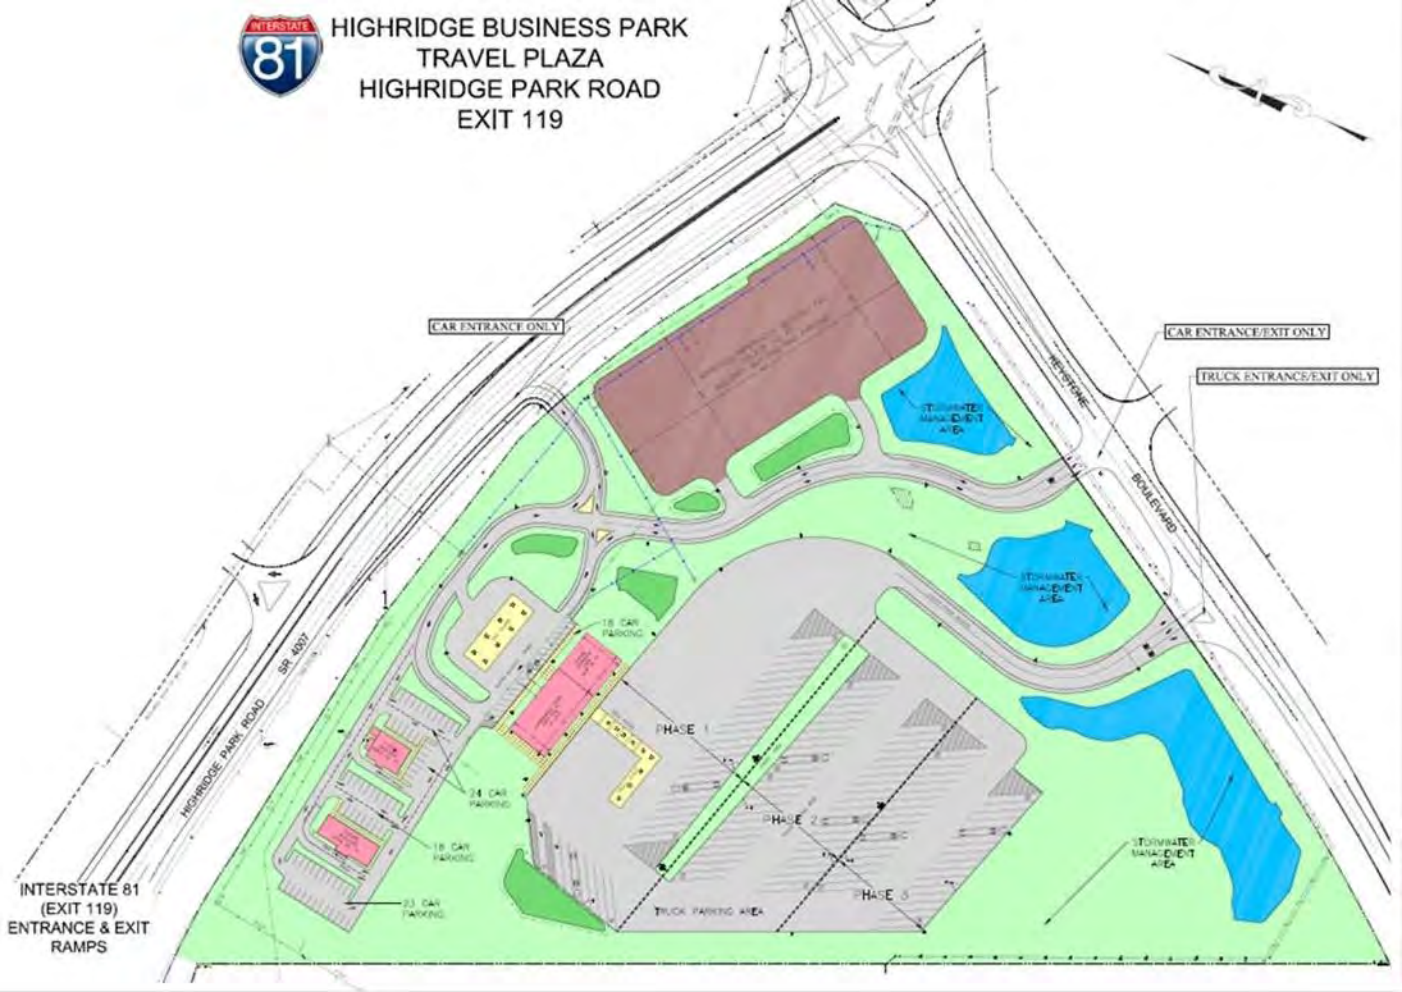 INTERSTATE
81
HIGHRIDGE BUSINESS PARK
TRAVEL PLAZA
HIGHRIDGE PARK ROAD
EXIT 119
CAR ENTRANCE ONLY
CAR ENTRANCE/EXIT ONLY
TRUCK ENTRANCE/EXIT ONLY
KEYSTONE
BOULEVARD
STORMWATER
MANAGEMENT
AREA
STORMWATER
MANAGEMENT
AREA
18 CAR
PARKING
SR 4007
HIGHRIDGE PARK ROAD
PHASE 1
24 CAR
PARKING
PHASE 2
18 CAR
PARKING
STORMWATER
MANAGEMENT
AREA
PHASE 3
23 CAR
PARKING
TRUCK PARKING AREA
INTERSTATE 81
(EXIT 119)
ENTRANCE & EXIT
RAMPS